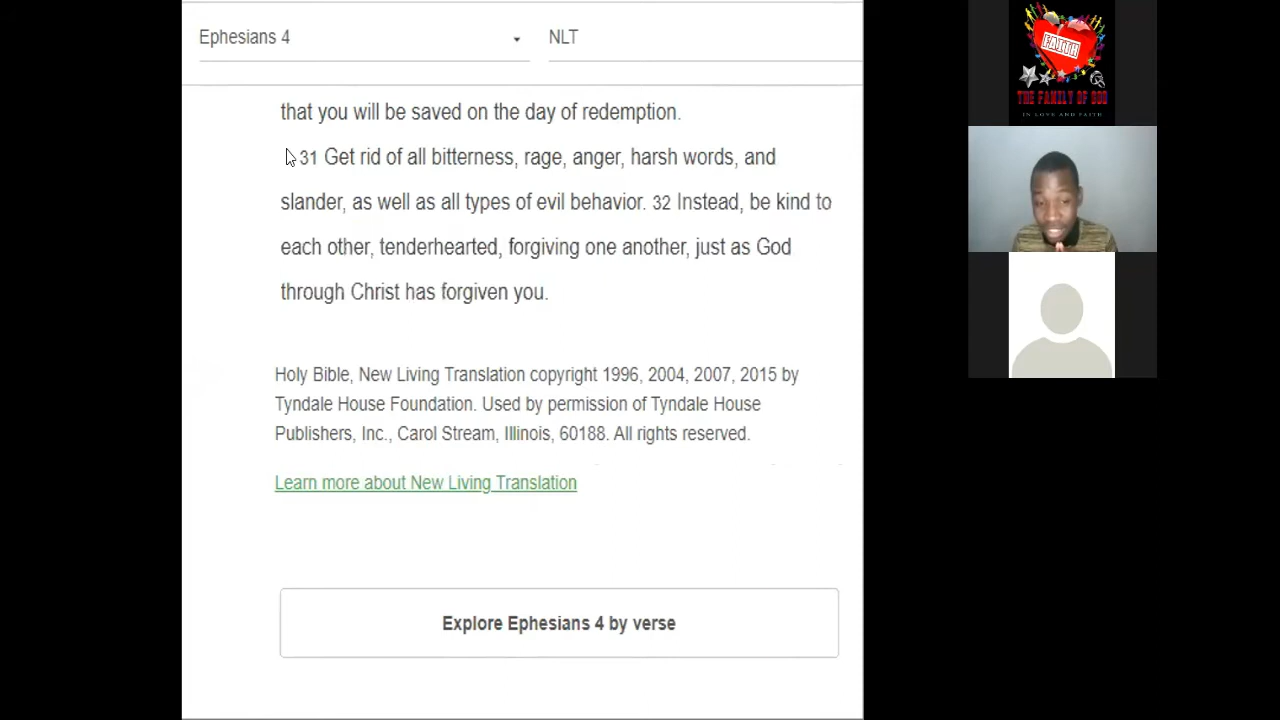 Ephesians 4
NLT
that you will be saved on the day of redemption.
31 Get rid of all bitterness, rage, anger, harsh words, and
slander, as well as all types of evil behavior. 32 Instead, be kind to
each other, tenderhearted, forgiving one another, just as God
through Christ has forgiven you.
Holy Bible, New Living Translation copyright 1996, 2004, 2007, 2015 by
Tyndale House Foundation. Used by permission of Tyndale House
Publishers, Inc., Carol Stream, Illinois, 60188. All rights reserved.
Learn more about New Living Translation
Explore Ephesians 4 by verse
FAITH
THE FAMILY OF GOD
IN LOVE AND FAITH